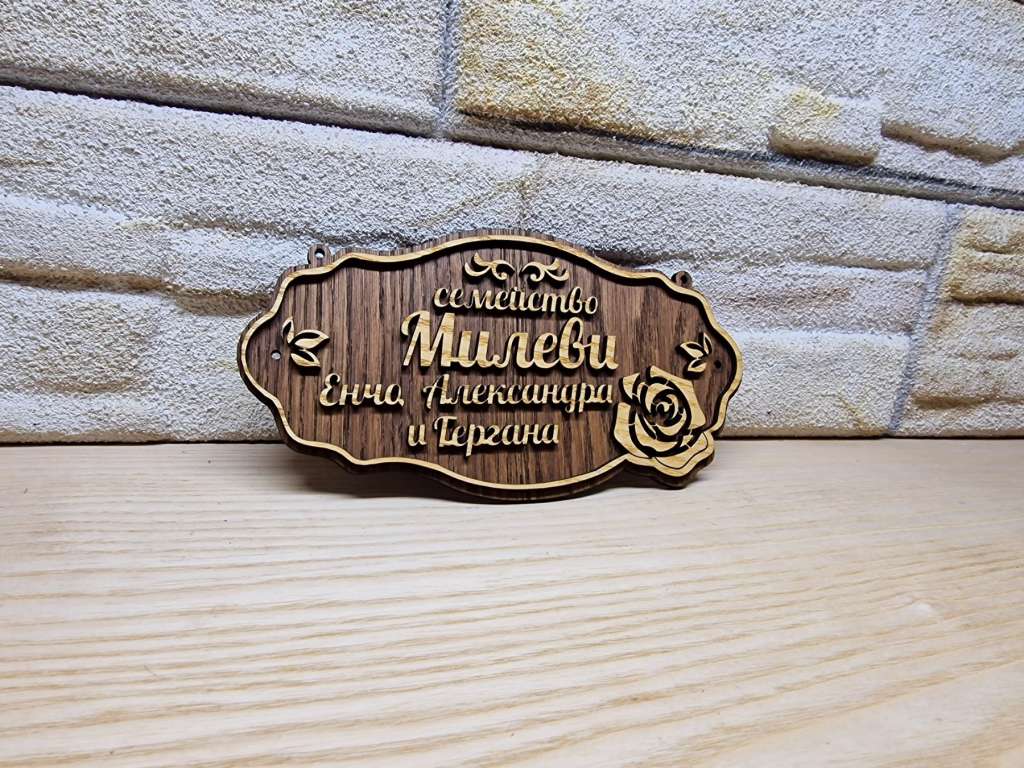 семейство
Милеви
Енчо, Александра
и Гергана